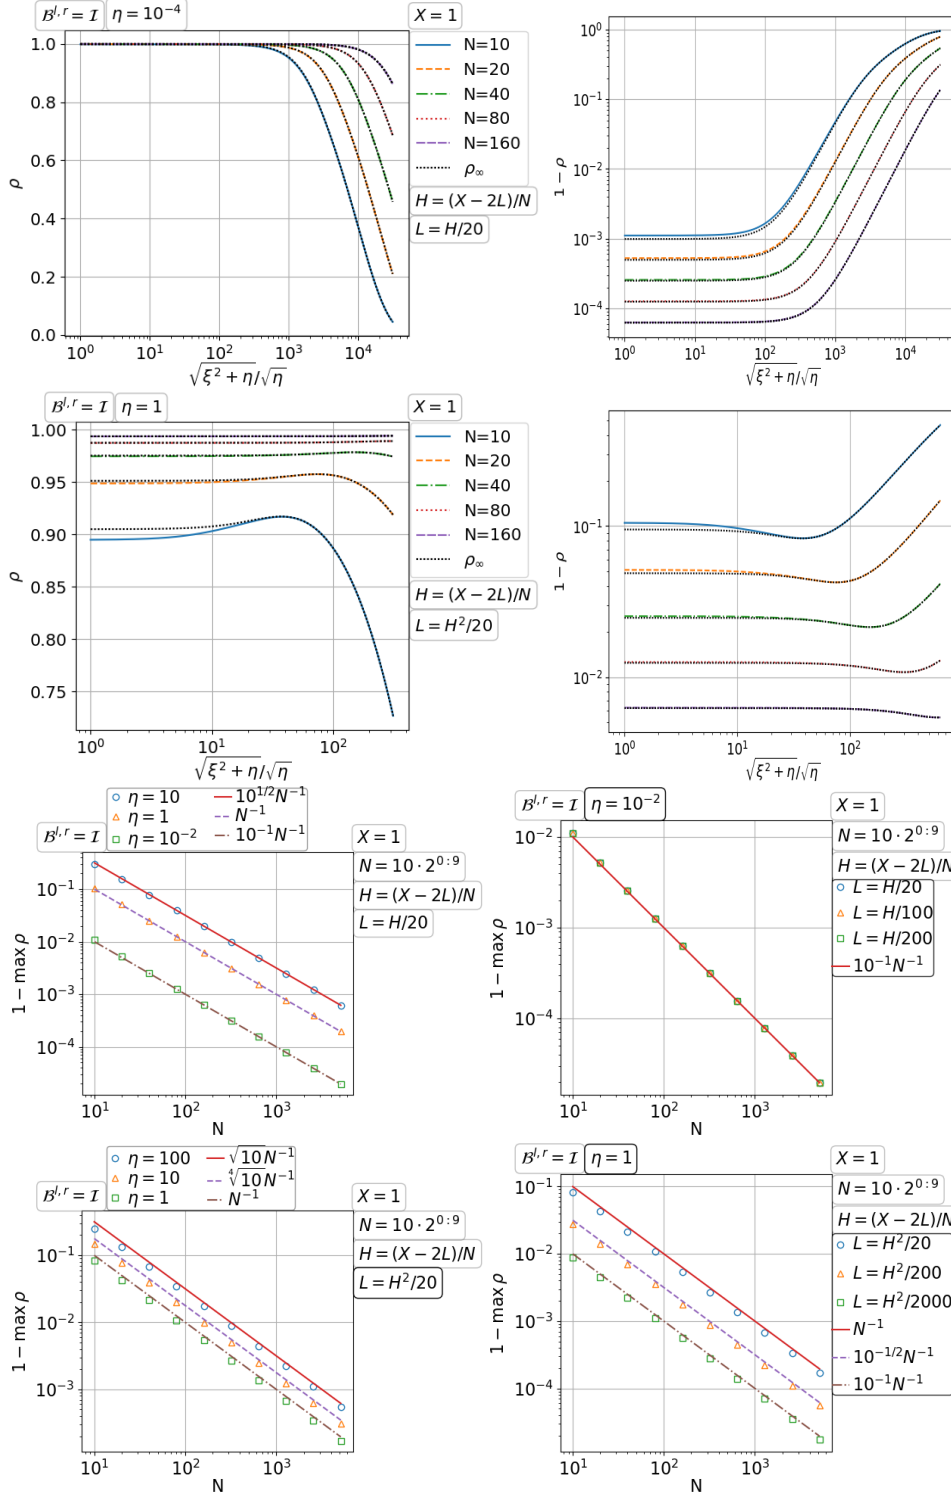 ℬ^{l,r} = ℐ  η = 10^{-4}  X = 1
1.0
0.8
0.6
0.4
0.2
0.0
ρ
10^0 10^1 10^2 10^3 10^4
√(ξ^2 + η)/√η
N=10
N=20
N=40
N=80
N=160
ρ_∞
H = (X − 2L)/N
L = H/20
10^0
10^{-1}
10^{-2}
10^{-3}
10^{-4}
1 − ρ
10^0 10^1 10^2 10^3 10^4
√(ξ^2 + η)/√η
ℬ^{l,r} = ℐ  η = 1  X = 1
1.00
0.95
0.90
0.85
0.80
0.75
ρ
10^0 10^1 10^2
√(ξ^2 + η)/√η
N=10
N=20
N=40
N=80
N=160
ρ_∞
H = (X − 2L)/N
L = H^2/20
10^{-1}
10^{-2}
1 − ρ
10^0 10^1 10^2
√(ξ^2 + η)/√η
η = 10  10^{1/2}N^{-1}
η = 1  N^{-1}
η = 10^{-2}  10^{-1}N^{-1}
ℬ^{l,r} = ℐ
X = 1
N = 10 · 2^{0:9}
H = (X − 2L)/N
L = H/20
10^{-1}
10^{-2}
10^{-3}
10^{-4}
1 − max ρ
10^1 10^2 10^3
N
ℬ^{l,r} = ℐ  η = 10^{-2}  X = 1
N = 10 · 2^{0:9}
H = (X − 2L)/N
L = H/20
L = H/100
L = H/200
10^{-1}N^{-1}
10^{-2}
10^{-3}
10^{-4}
1 − max ρ
10^1 10^2 10^3
N
η = 100  √10N^{-1}
η = 10  ∜10N^{-1}
η = 1  N^{-1}
ℬ^{l,r} = ℐ
X = 1
N = 10 · 2^{0:9}
H = (X − 2L)/N
L = H^2/20
10^{-1}
10^{-2}
10^{-3}
1 − max ρ
10^1 10^2 10^3
N
ℬ^{l,r} = ℐ  η = 1  X = 1
N = 10 · 2^{0:9}
H = (X − 2L)/N
L = H^2/20
L = H^2/200
L = H^2/2000
N^{-1}
10^{-1/2}N^{-1}
10^{-1}N^{-1}
10^{-1}
10^{-2}
10^{-3}
10^{-4}
1 − max ρ
10^1 10^2 10^3
N